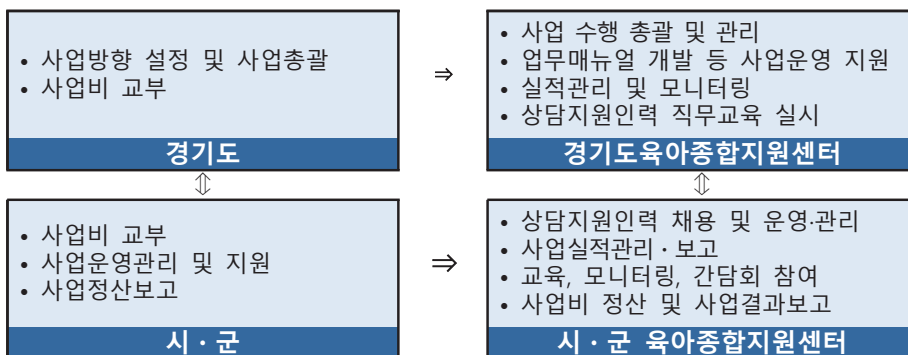 • 사업방향 설정 및 사업총괄
• 사업비 교부
경기도
⇒
• 사업 수행 총괄 및 관리
• 업무매뉴얼 개발 등 사업운영 지원
• 실적관리 및 모니터링
• 상담지원인력 직무교육 실시
경기도육아종합지원센터
⇕
⇕
• 사업비 교부
• 사업운영관리 및 지원
• 사업정산보고
시・군
⇒
• 상담지원인력 채용 및 운영·관리
• 사업실적관리・보고
• 교육, 모니터링, 간담회 참여
• 사업비 정산 및 사업결과보고
시・군 육아종합지원센터